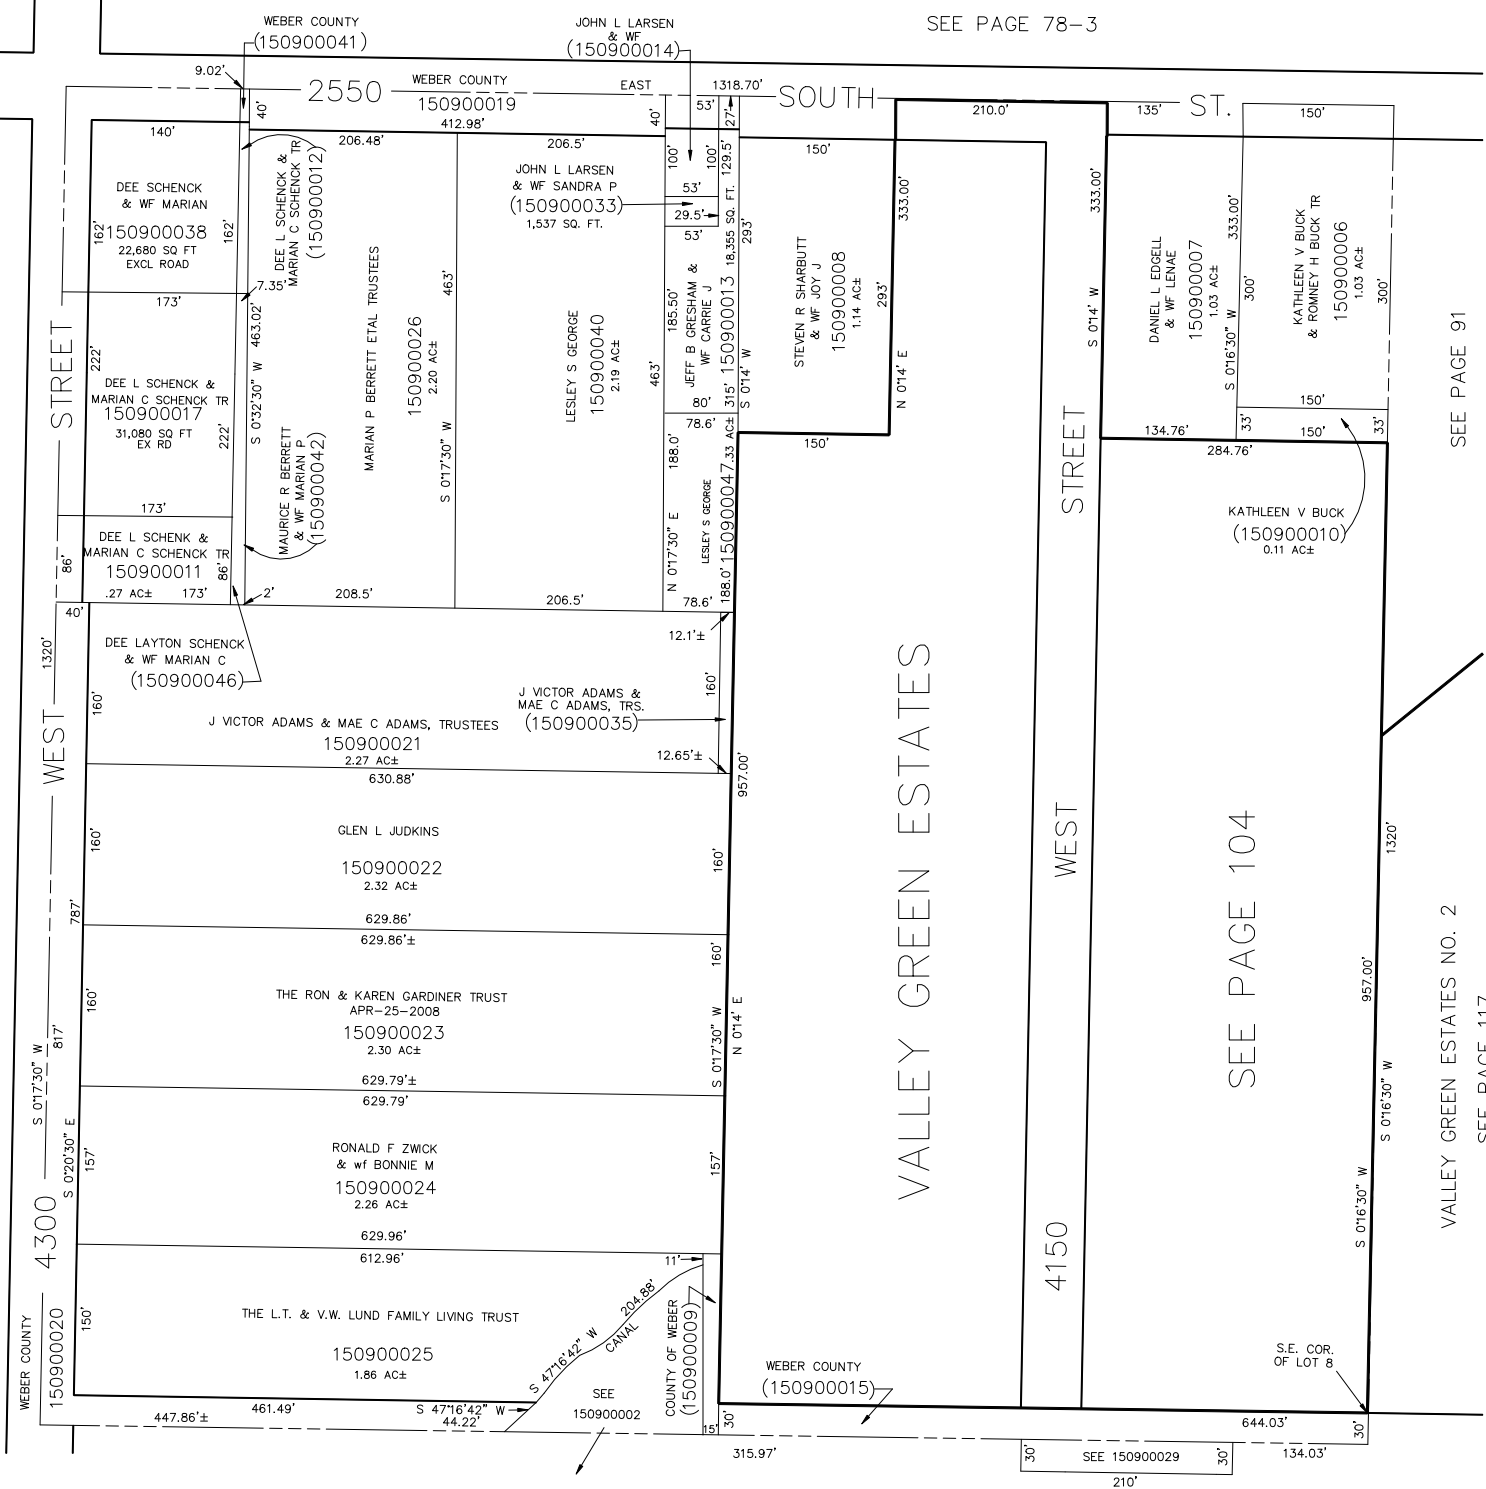 SEE PAGE 78-3
WEBER COUNTY
(150900041)
JOHN L LARSEN
& WF
(150900014)
9.02'
2550
WEBER COUNTY
150900019
EAST
1318.70'
SOUTH
ST.
40'
412.98'
40'
53'
27'
210.0'
135'
150'
140'
206.48'
206.5'
150'
DEE SCHENCK
& WF MARIAN
150900038
22,680 SQ FT
EXCL ROAD
162'
162'
DEE L SCHENCK &
MARIAN C SCHENCK TR
(150900012)
7.35'
173'
JOHN L LARSEN
& WF SANDRA P
(150900033)
1,537 SQ. FT.
100'
100'
53'
29.5'
53'
129.5'
18,355 SQ. FT.
293'
JEFF B GRESHAM &
WF CARRIE J
150900013
185.50'
315'
80'
S 0°14' W
STEVEN R SHARBUTT
& WF JOY J
150900008
1.14 AC±
293'
333.00'
N 0°14' E
150'
333.00'
S 0°14' W
DANIEL L EDGELL
& WF LENAE
150900007
1.03 AC±
333.00'
S 0°16'30" W
300'
KATHLEEN V BUCK
& ROMNEY H BUCK TR
150900006
1.03 AC±
300'
150'
33'
33'
134.76'
150'
284.76'
KATHLEEN V BUCK
(150900010)
0.11 AC±
SEE PAGE 91
STREET
222'
DEE L SCHENCK &
MARIAN C SCHENCK TR
150900017
31,080 SQ FT
EX RD
222'
173'
S 0°32'30" W 463.02'
MAURICE R BERRETT
& WF MARIAN P
(150900042)
MARIAN P BERRETT ETAL TRUSTEES
150900026
2.20 AC±
463'
S 0°17'30" W
LESLEY S GEORGE
150900040
2.19 AC±
463'
78.6'
188.0'
N 0°17'30" E
LESLEY S GEORGE
150900047
.33 AC±
188.0'
78.6'
DEE L SCHENK &
MARIAN C SCHENCK TR
150900011
.27 AC±
173'
86'
86'
2'
208.5'
206.5'
40'
1320'
DEE LAYTON SCHENCK
& WF MARIAN C
(150900046)
12.1'±
160'
160'
J VICTOR ADAMS &
MAE C ADAMS, TRS.
(150900035)
WEST
J VICTOR ADAMS & MAE C ADAMS, TRUSTEES
150900021
2.27 AC±
12.65'±
630.88'
957.00'
160'
GLEN L JUDKINS
150900022
2.32 AC±
160'
787'
629.86'
629.86'±
160'
THE RON & KAREN GARDINER TRUST
APR-25-2008
150900023
2.30 AC±
160'
817'
S 0°17'30" W
S 0°17'30" W
N 0°14' E
629.79'±
629.79'
S 0°20'30" E
157'
RONALD F ZWICK
& wf BONNIE M
150900024
2.26 AC±
157'
4300
629.96'
612.96'
11'
THE L.T. & V.W. LUND FAMILY LIVING TRUST
150900025
1.86 AC±
150'
WEBER COUNTY
150900020
204.88'
S 47°16'42" W
CANAL
COUNTY OF WEBER
(150900009)
SEE
150900002
461.49'
S 47°16'42" W
44.22'
447.86'±
15'
30'
WEBER COUNTY
(150900015)
315.97'
VALLEY GREEN ESTATES
STREET
WEST
4150
SEE PAGE 104
1320'
957.00'
S 0°16'30" W
S 0°16'30" W
VALLEY GREEN ESTATES NO. 2
SEE PAGE 117
S.E. COR.
OF LOT 8
644.03'
30'
134.03'
30'
SEE 150900029
30'
210'